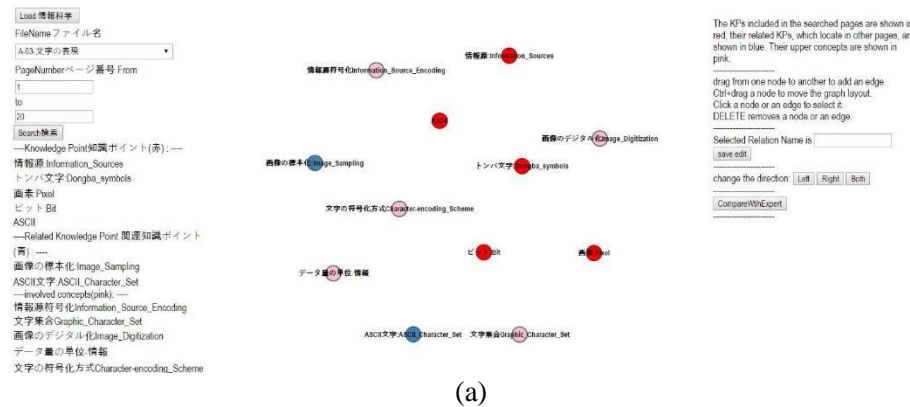 Load 情報科学
FileNameファイル名
A-03-文字の表現
PageNumberページ番号 From
1
to
20
Search検索
----Knowledge Point知識ポイント(赤) : ----
情報源:Information_Sources
トンパ文字:Dongba_symbols
画素:Pixel
ビット:Bit
ASCII
----Related Knowledge Point 関連知識ポイント
(青) : ----
画像の標本化:Image_Sampling
ASCII文字:ASCII_Character_Set
----involved concepts(pink): ----
情報源符号化Information_Source_Encoding
文字集合Graphic_Character_Set
画像のデジタル化Image_Digitization
データ量の単位-情報
文字の符号化方式Character-encoding_Scheme
情報源:Information_Sources
情報源符号化Information_Source_Encoding
ASCII
画像のデジタル化Image_Digitization
画像の標本化:Image_Sampling
トンパ文字:Dongba_symbols
文字の符号化方式Character-encoding_Scheme
ビット:Bit
画素:Pixel
データ量の単位-情報
ASCII文字:ASCII_Character_Set
文字集合Graphic_Character_Set
The KPs included in the searched pages are shown in
red, their related KPs, which locate in other pages, are
shown in blue. Their upper concepts are shown in
pink.
----------------------
drag from one node to another to add an edge.
Ctrl+drag a node to move the graph layout.
Click a node or an edge to select it.
DELETE removes a node or an edge.
----------------------
Selected Relation Name is
save edit
----------------------
change the direction: Left Right Both
----------------------
CompareWithExpert
----------------------
(a)